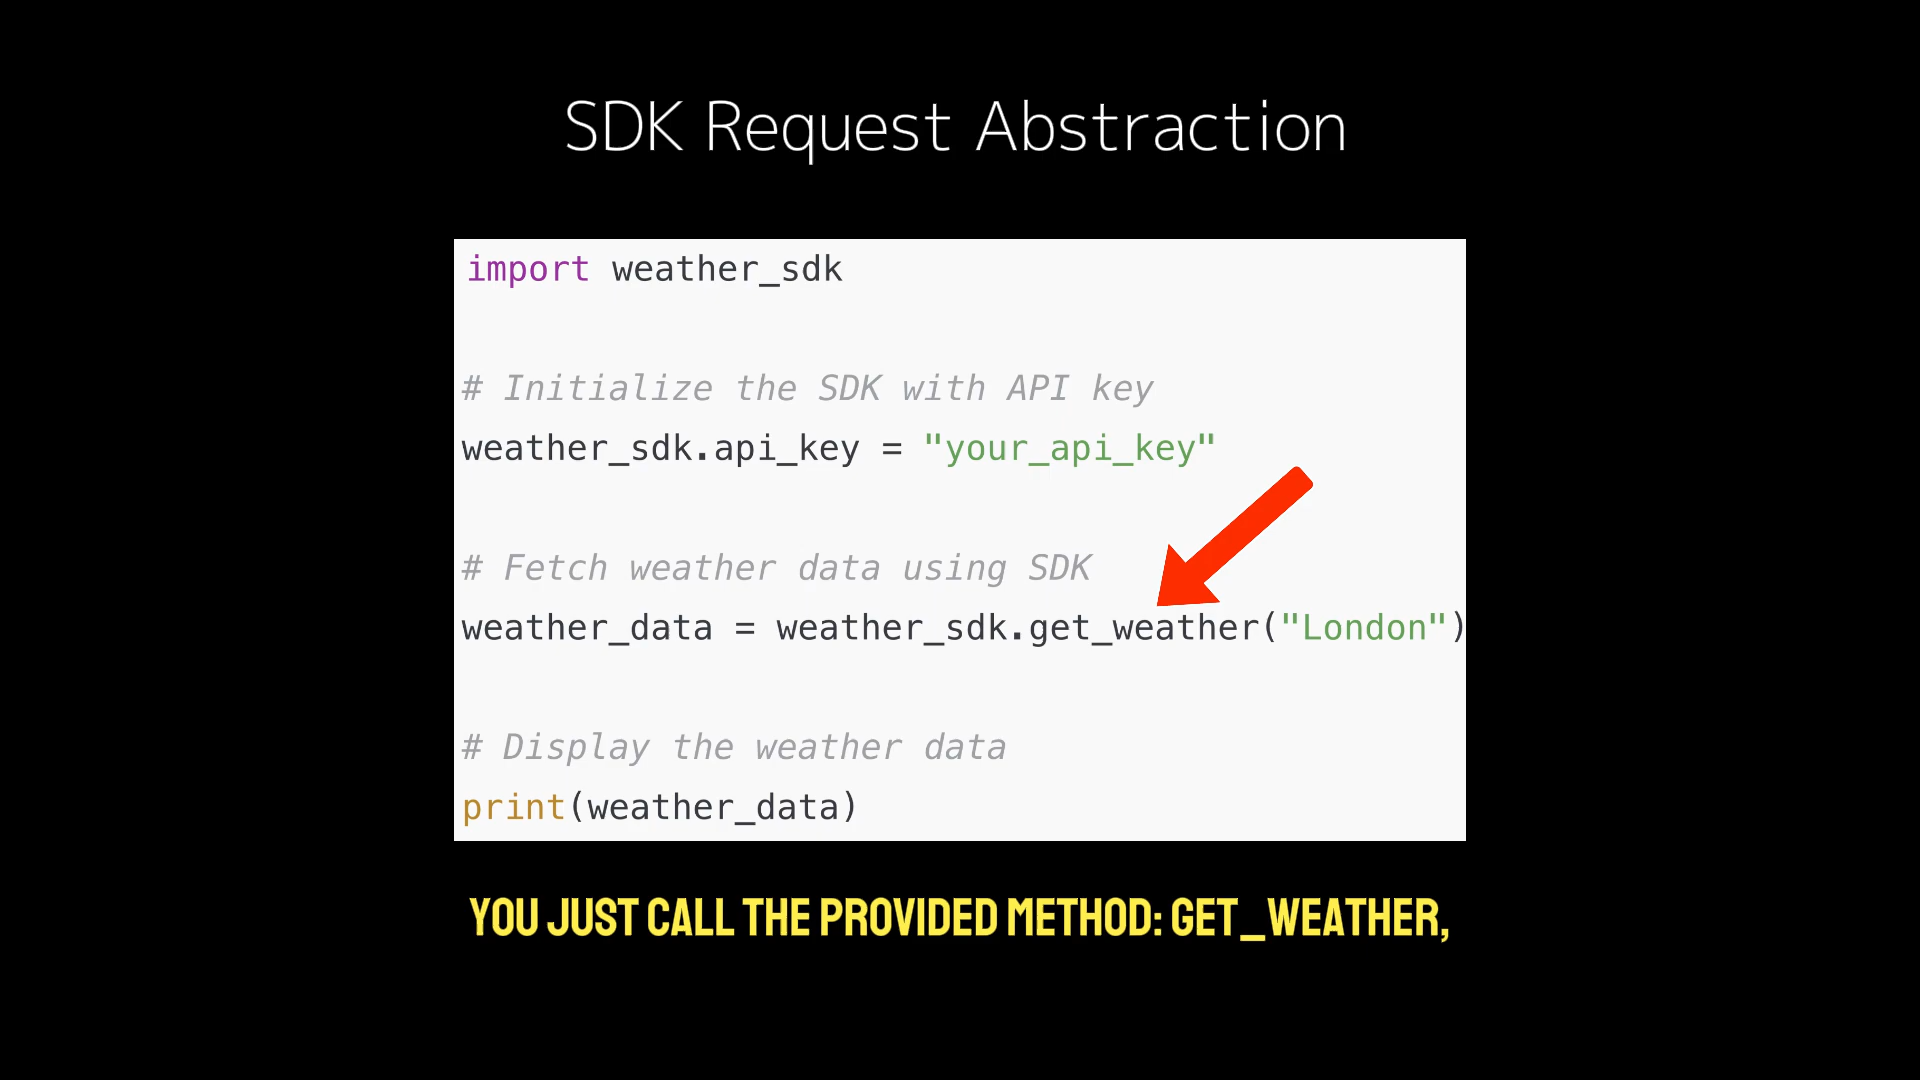 SDK Request Abstraction
import weather_sdk
# Initialize the SDK with API key
weather_sdk.api_key = "your_api_key"
# Fetch weather data using SDK
weather_data = weather_sdk.get_weather("London")
# Display the weather data
print(weather_data)
YOU JUST CALL THE PROVIDED METHOD: GET_WEATHER,